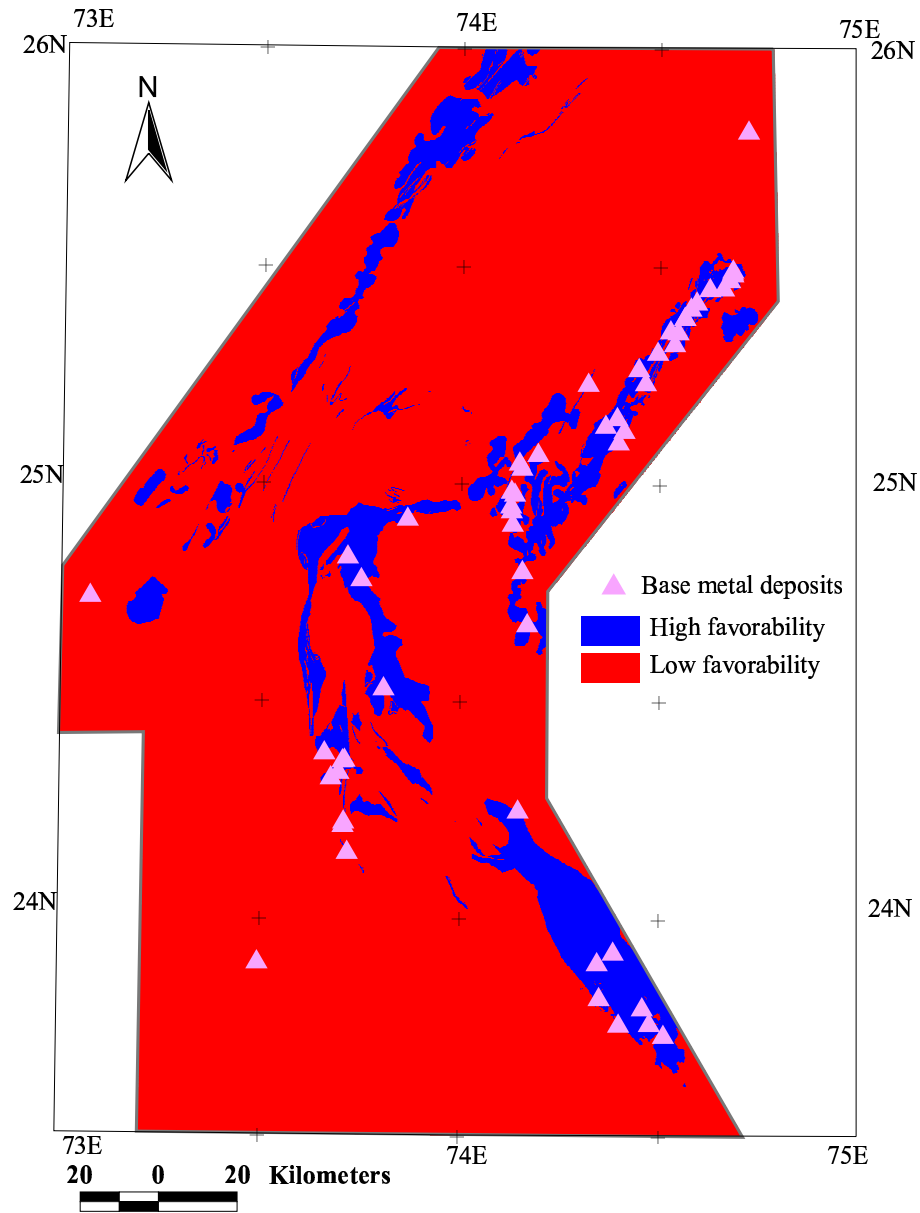 73E
74E
75E
26N
26N
N
25N
25N
Base metal deposits
High favorability
Low favorability
24N
24N
73E
74E
75E
20 0 20 Kilometers